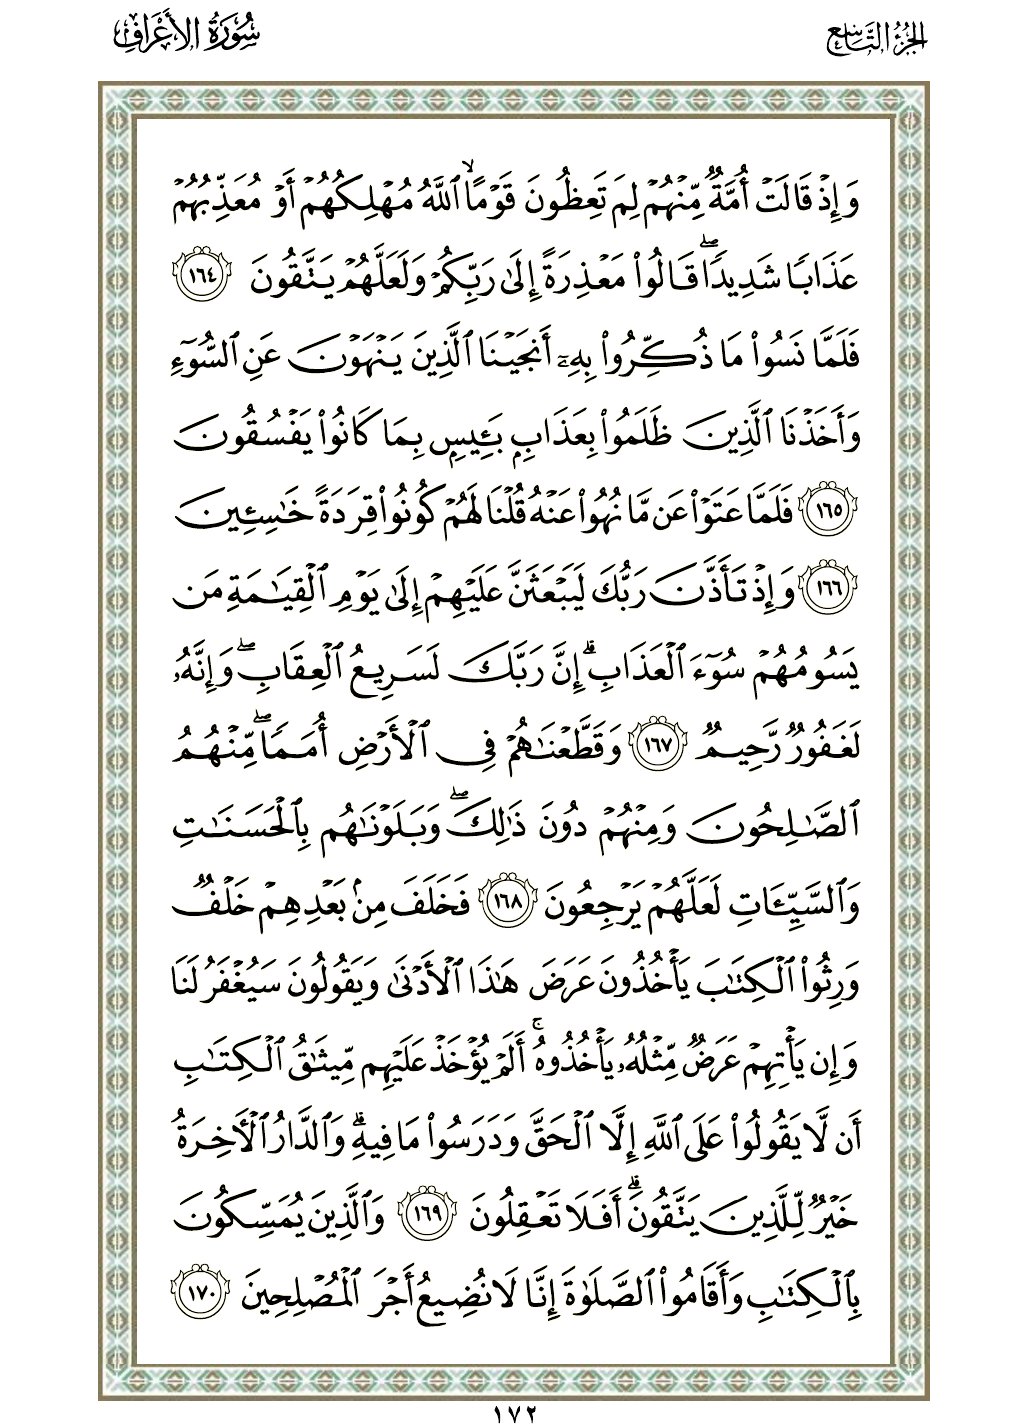 الجزء التاسع
سورة الأعراف
وَإِذْ قَالَتْ أُمَّةٌ مِّنْهُمْ لِمَ تَعِظُونَ قَوْمًا ۙ ٱللَّهُ مُهْلِكُهُمْ أَوْ مُعَذِّبُهُمْ
عَذَابًا شَدِيدًا ۖ قَالُوا۟ مَعْذِرَةً إِلَىٰ رَبِّكُمْ وَلَعَلَّهُمْ يَتَّقُونَ ١٦٤
فَلَمَّا نَسُوا۟ مَا ذُكِّرُوا۟ بِهِۦٓ أَنجَيْنَا ٱلَّذِينَ يَنْهَوْنَ عَنِ ٱلسُّوٓءِ
وَأَخَذْنَا ٱلَّذِينَ ظَلَمُوا۟ بِعَذَابٍۭ بَـِٔيسٍۭ بِمَا كَانُوا۟ يَفْسُقُونَ
١٦٥ فَلَمَّا عَتَوْا۟ عَن مَّا نُهُوا۟ عَنْهُ قُلْنَا لَهُمْ كُونُوا۟ قِرَدَةً خَـٰسِـِٔينَ
١٦٦ وَإِذْ تَأَذَّنَ رَبُّكَ لَيَبْعَثَنَّ عَلَيْهِمْ إِلَىٰ يَوْمِ ٱلْقِيَـٰمَةِ مَن
يَسُومُهُمْ سُوٓءَ ٱلْعَذَابِ ۗ إِنَّ رَبَّكَ لَسَرِيعُ ٱلْعِقَابِ ۖ وَإِنَّهُۥ
لَغَفُورٌ رَّحِيمٌ ١٦٧ وَقَطَّعْنَـٰهُمْ فِى ٱلْأَرْضِ أُمَمًا ۖ مِّنْهُمُ
ٱلصَّـٰلِحُونَ وَمِنْهُمْ دُونَ ذَٰلِكَ ۖ وَبَلَوْنَـٰهُم بِٱلْحَسَنَـٰتِ
وَٱلسَّيِّـَٔاتِ لَعَلَّهُمْ يَرْجِعُونَ ١٦٨ فَخَلَفَ مِنۢ بَعْدِهِمْ خَلْفٌ
وَرِثُوا۟ ٱلْكِتَـٰبَ يَأْخُذُونَ عَرَضَ هَـٰذَا ٱلْأَدْنَىٰ وَيَقُولُونَ سَيُغْفَرُ لَنَا
وَإِن يَأْتِهِمْ عَرَضٌ مِّثْلُهُۥ يَأْخُذُوهُ ۚ أَلَمْ يُؤْخَذْ عَلَيْهِم مِّيثَـٰقُ ٱلْكِتَـٰبِ
أَن لَّا يَقُولُوا۟ عَلَى ٱللَّهِ إِلَّا ٱلْحَقَّ وَدَرَسُوا۟ مَا فِيهِ ۗ وَٱلدَّارُ ٱلْـَٔاخِرَةُ
خَيْرٌ لِّلَّذِينَ يَتَّقُونَ ۗ أَفَلَا تَعْقِلُونَ ١٦٩ وَٱلَّذِينَ يُمَسِّكُونَ
بِٱلْكِتَـٰبِ وَأَقَامُوا۟ ٱلصَّلَوٰةَ إِنَّا لَا نُضِيعُ أَجْرَ ٱلْمُصْلِحِينَ ١٧٠
١٧٢